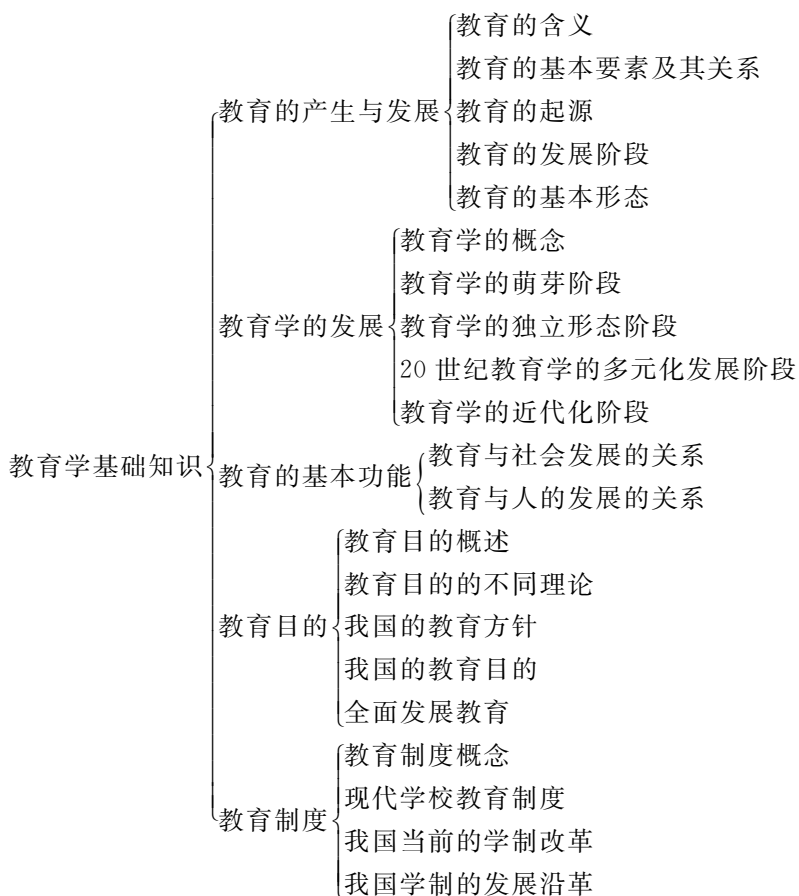 教育学基础知识
教育的产生与发展
教育的含义
教育的基本要素及其关系
教育的起源
教育的发展阶段
教育的基本形态
教育学的发展
教育学的概念
教育学的萌芽阶段
教育学的独立形态阶段
20 世纪教育学的多元化发展阶段
教育学的近代化阶段
教育的基本功能
教育与社会发展的关系
教育与人的发展的关系
教育目的
教育目的概述
教育目的的不同理论
我国的教育方针
我国的教育目的
全面发展教育
教育制度
教育制度概念
现代学校教育制度
我国当前的学制改革
我国学制的发展沿革